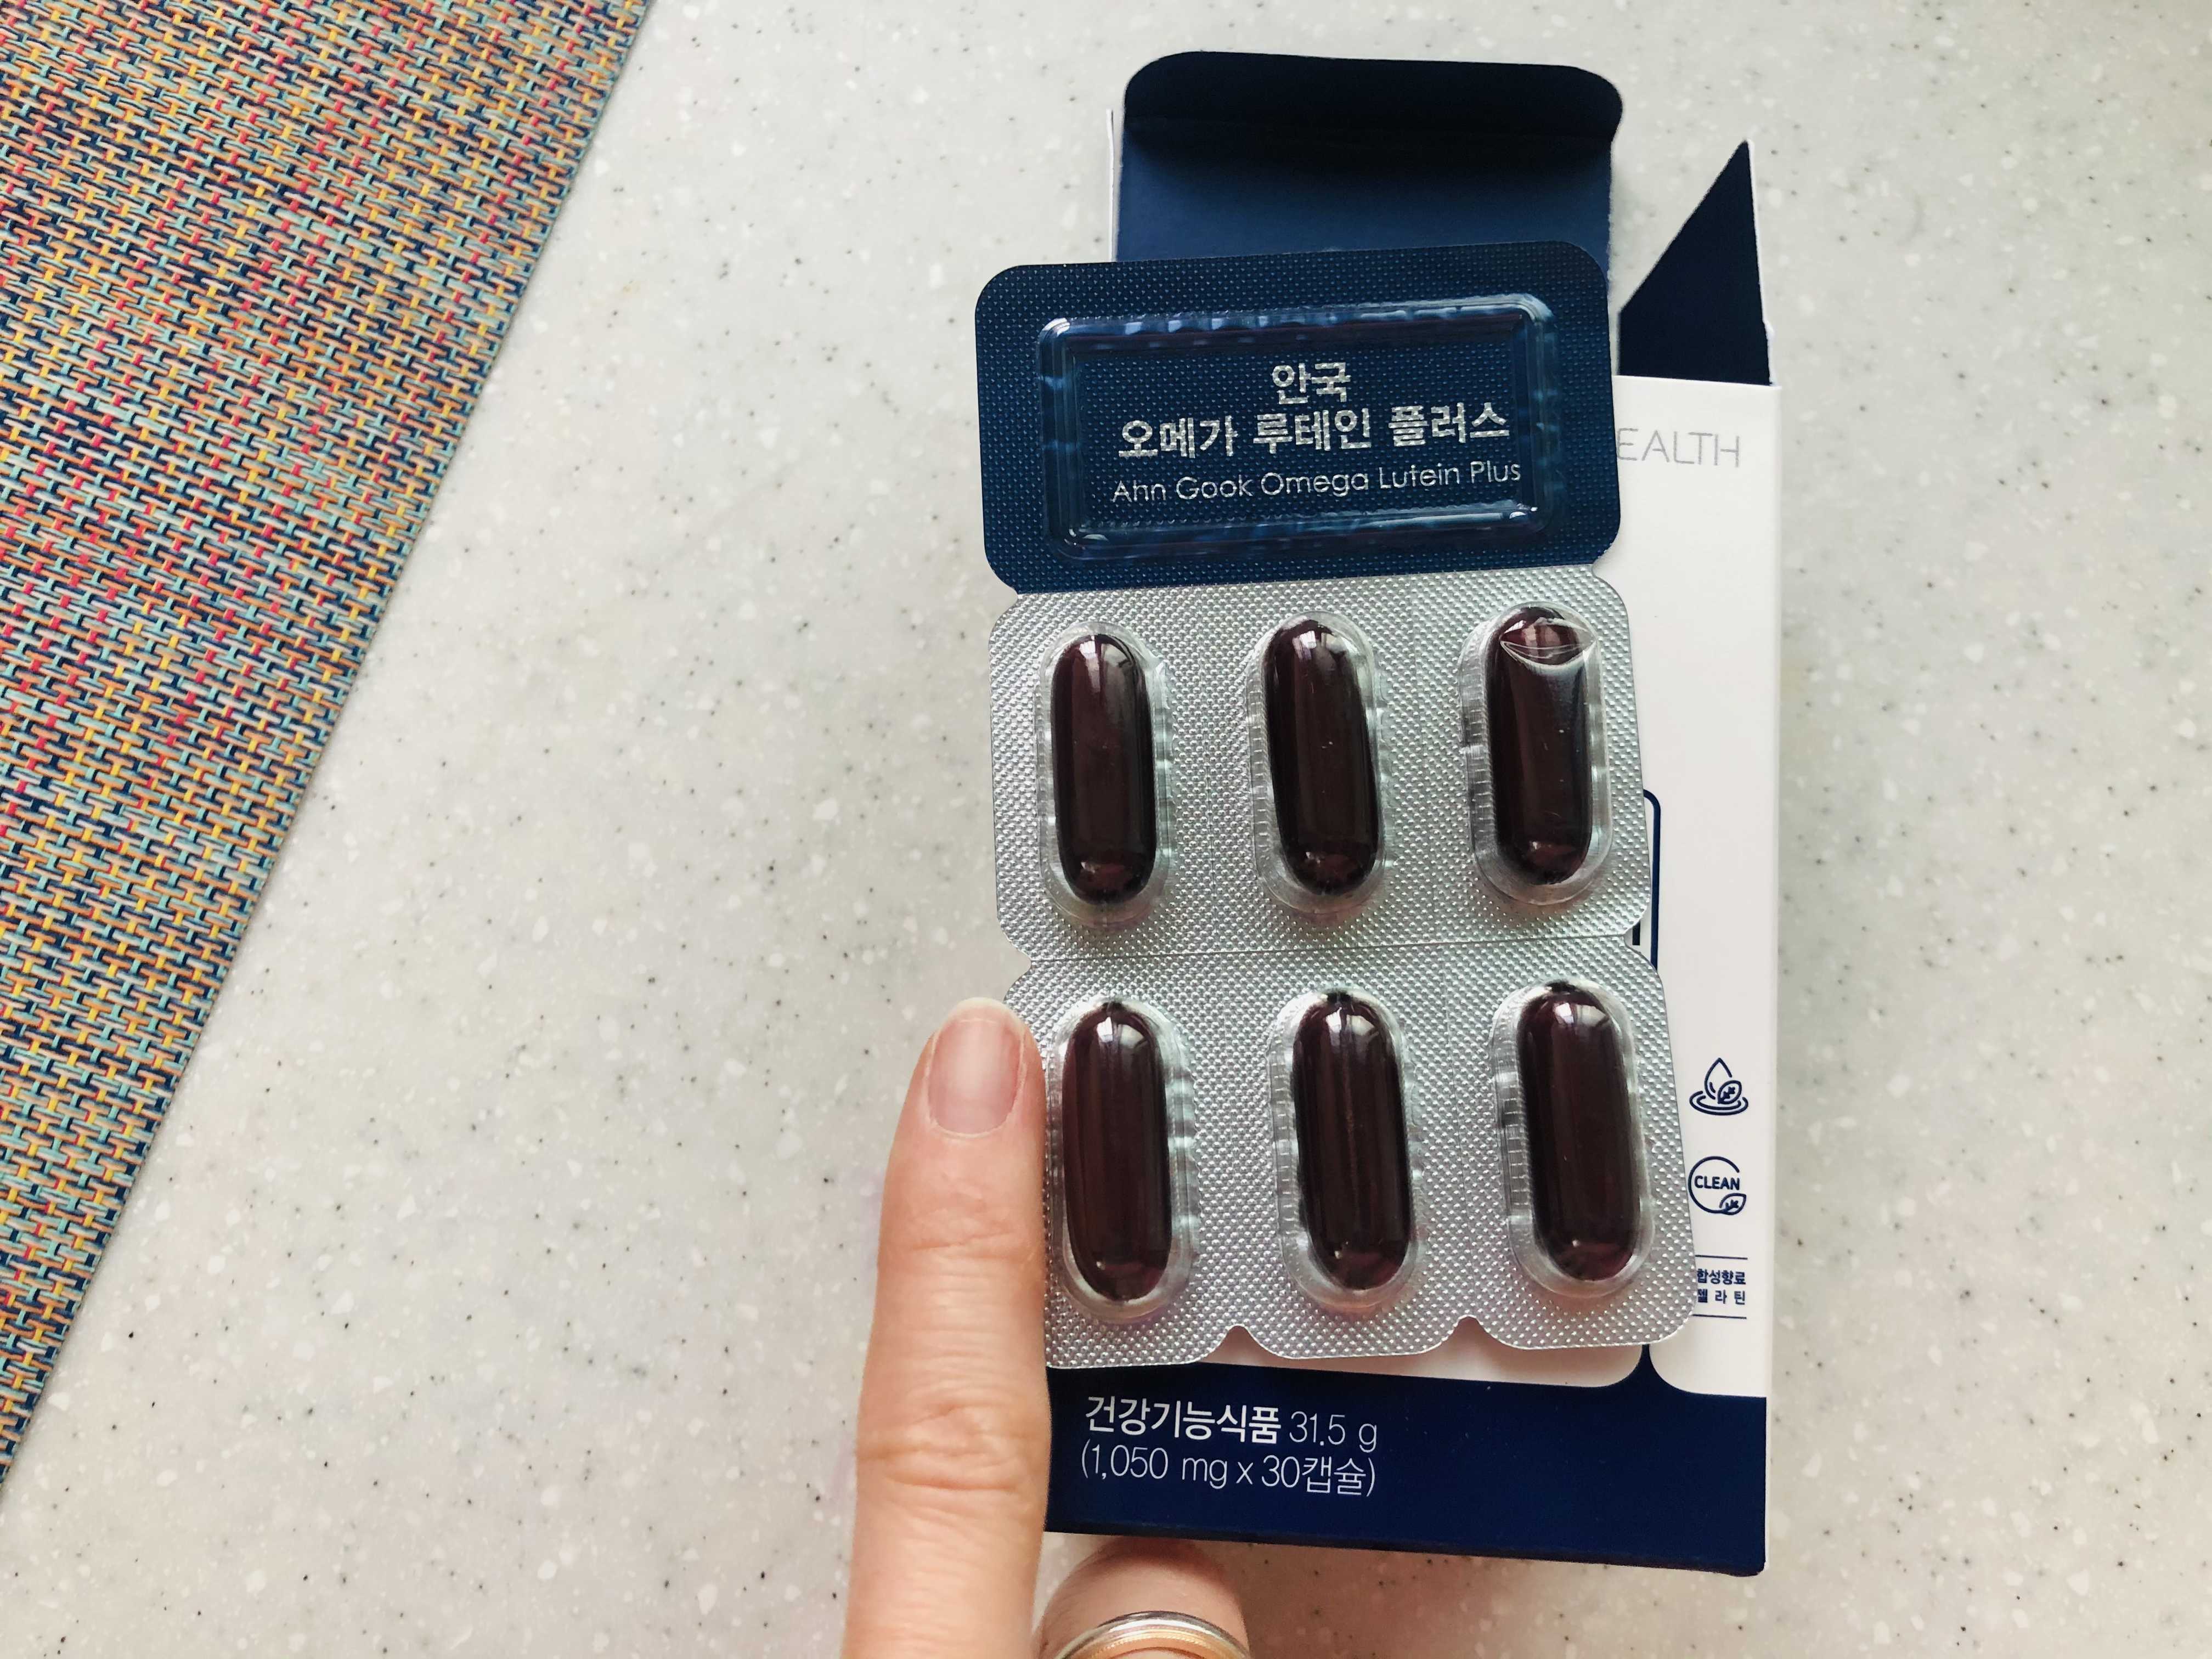 안국
오메가 루테인 플러스
Ahn Gook Omega Lutein Plus
EALTH
CLEAN
합성향료
젤라틴
건강기능식품 31.5 g
(1,050 mg x 30캡슐)